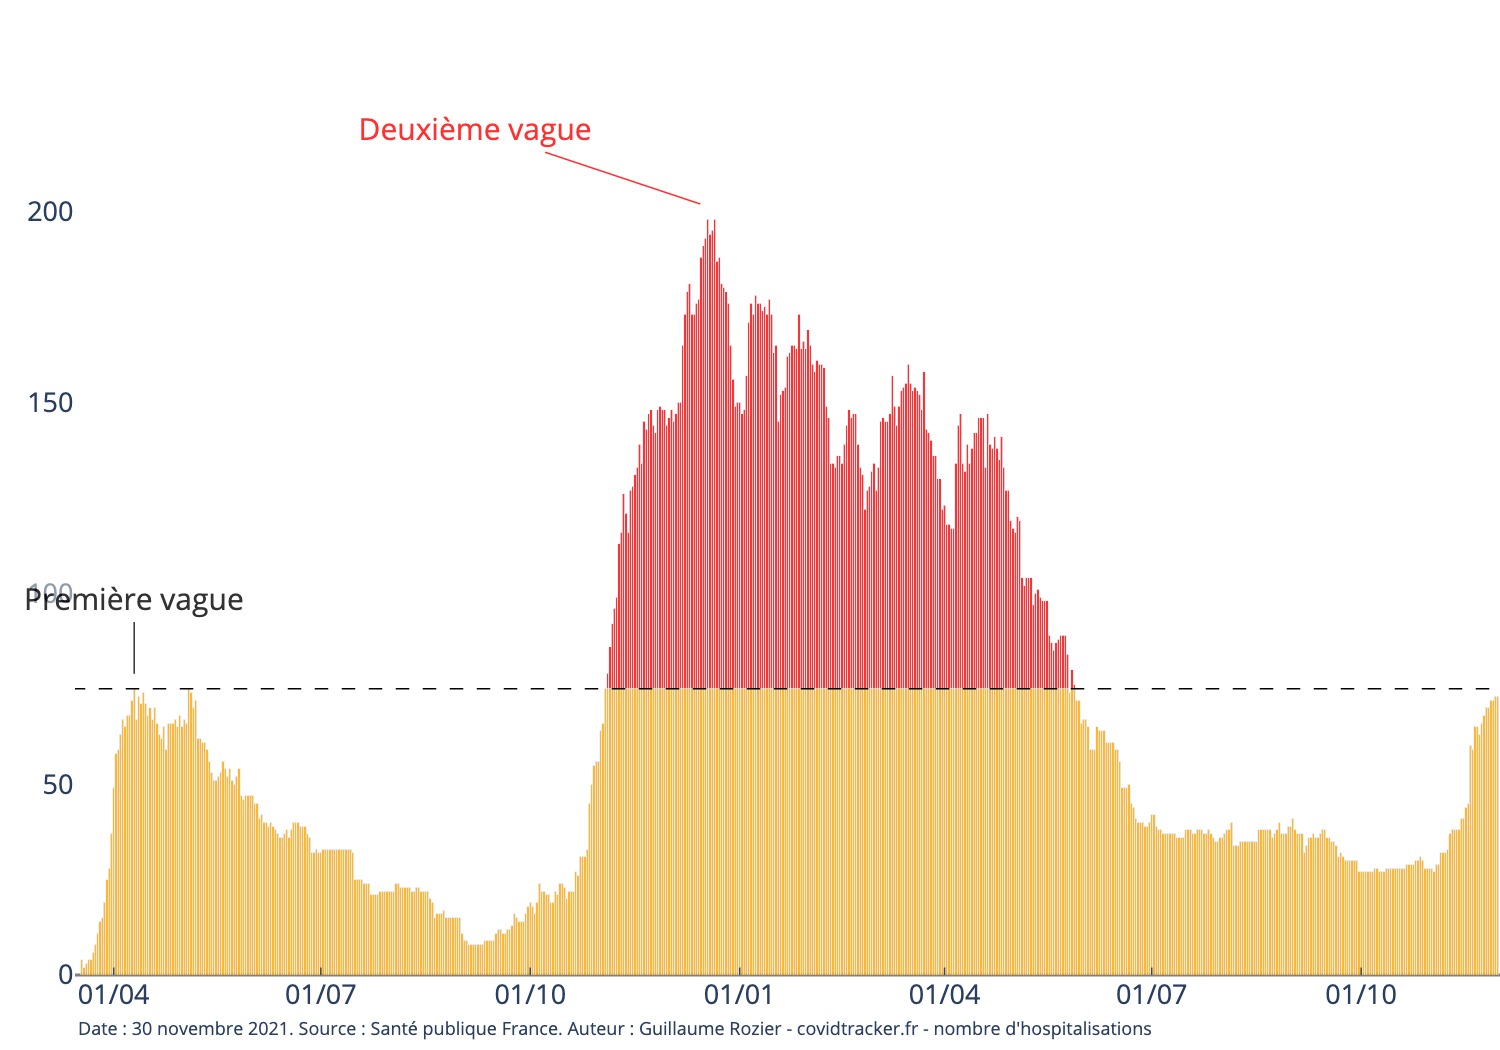 Deuxième vague
200
150
100
Première vague
50
0
01/04 01/07 01/10 01/01 01/04 01/07 01/10
Date : 30 novembre 2021. Source : Santé publique France. Auteur : Guillaume Rozier - covidtracker.fr - nombre d'hospitalisations